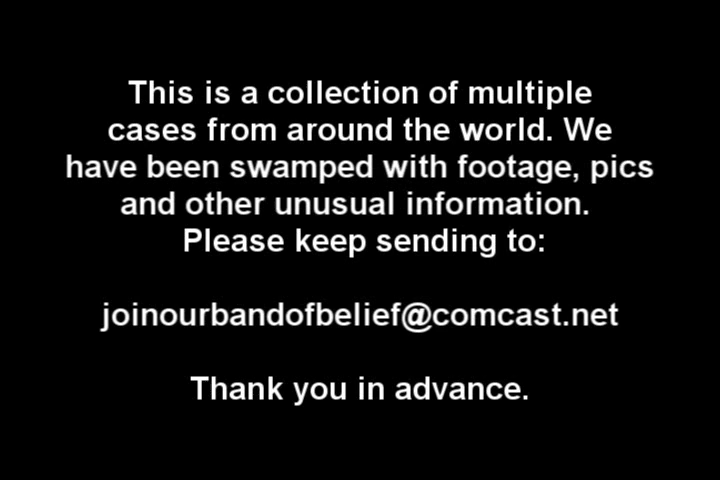 This is a collection of multiple
cases from around the world. We
have been swamped with footage, pics
and other unusual information.
Please keep sending to:
joinourbandofbelief@comcast.net
Thank you in advance.